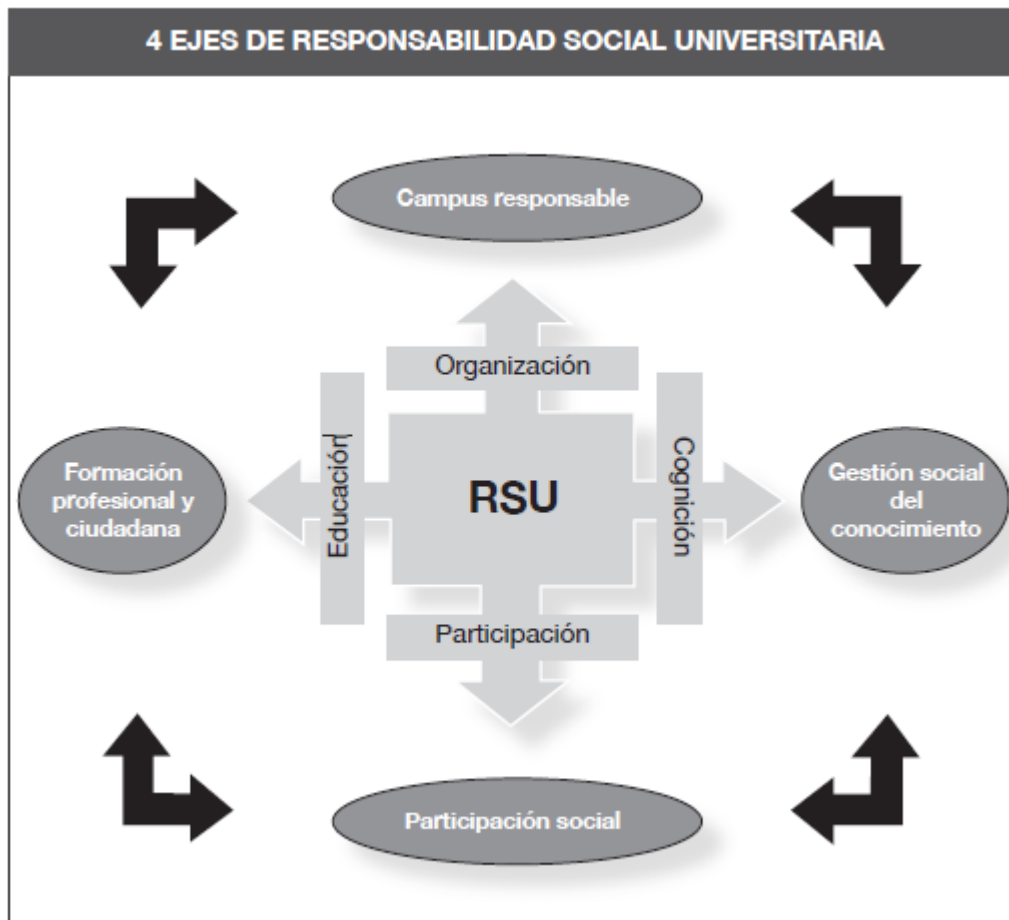 4 EJES DE RESPONSABILIDAD SOCIAL UNIVERSITARIA
Campus responsable
Organización
Educación
Cognición
Formación
profesional y
ciudadana
RSU
Gestión social
del
conocimiento
Participación
Participación social